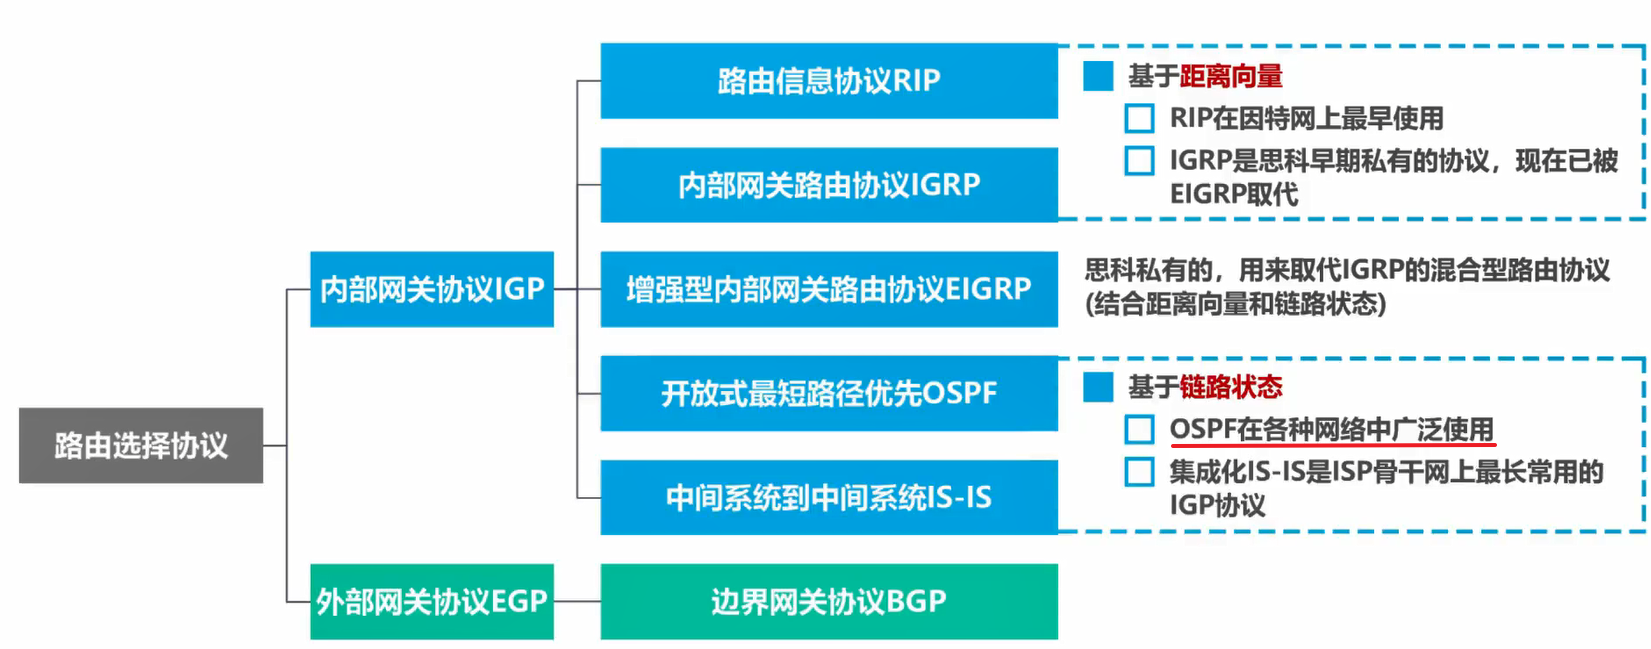 路由选择协议
内部网关协议IGP
路由信息协议RIP
内部网关路由协议IGRP
增强型内部网关路由协议EIGRP
开放式最短路径优先OSPF
中间系统到中间系统IS-IS
外部网关协议EGP
边界网关协议BGP
基于距离向量
RIP在因特网上最早使用
IGRP是思科早期私有的协议，现在已被
EIGRP取代
思科私有的，用来取代IGRP的混合型路由协议
(结合距离向量和链路状态)
基于链路状态
OSPF在各种网络中广泛使用
集成化IS-IS是ISP骨干网上最长常用的
IGP协议